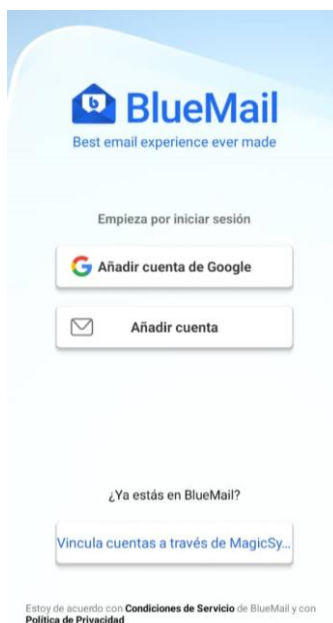 BlueMail
Best email experience ever made
Empieza por iniciar sesión
Añadir cuenta de Google
Añadir cuenta
¿Ya estás en BlueMail?
Vincula cuentas a través de MagicSy...
Estoy de acuerdo con Condiciones de Servicio de BlueMail y con
Política de Privacidad